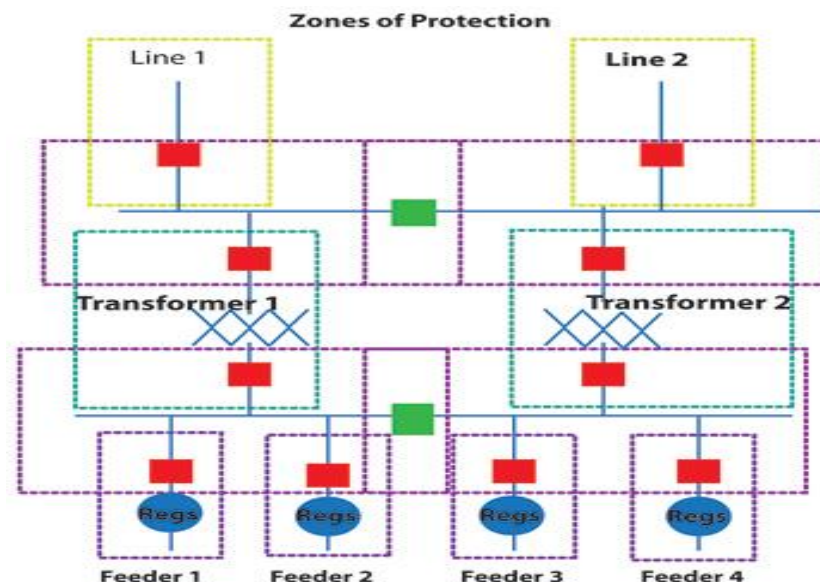 Zones of Protection
Line 1
Line 2
Transformer 1
Transformer 2
Regs
Regs
Regs
Regs
Feeder 1
Feeder 2
Feeder 3
Feeder 4